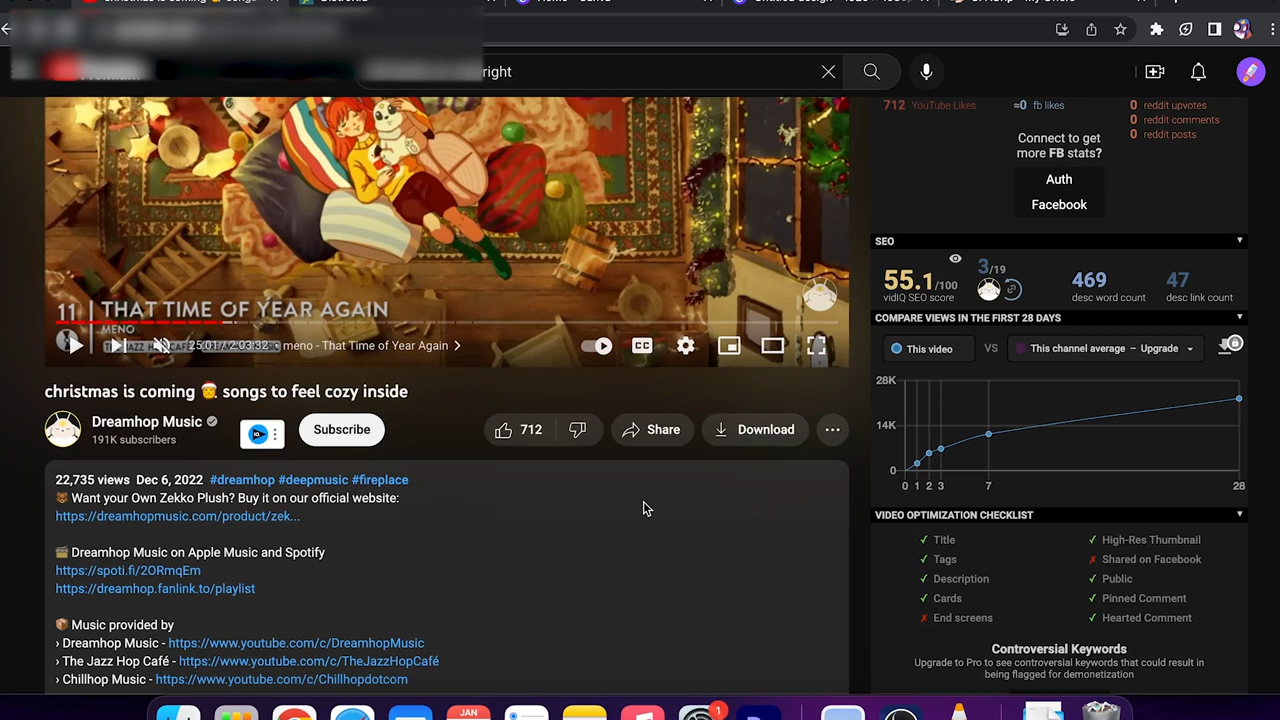 right
11 THAT TIME OF YEAR AGAIN
MENO
25:01 / 2:03:32 • meno - That Time of Year Again
CC
christmas is coming 🎅 songs to feel cozy inside
Dreamhop Music
191K subscribers
IQ
Subscribe
712
Share
Download
22,735 views Dec 6, 2022 #dreamhop #deepmusic #fireplace
🐻 Want your Own Zekko Plush? Buy it on our official website:
https://dreamhopmusic.com/product/zek...
📻 Dreamhop Music on Apple Music and Spotify
https://spoti.fi/2ORmqEm
https://dreamhop.fanlink.to/playlist
📦 Music provided by
› Dreamhop Music - https://www.youtube.com/c/DreamhopMusic
› The Jazz Hop Café - https://www.youtube.com/c/TheJazzHopCafé
› Chillhop Music - https://www.youtube.com/c/Chillhopdotcom
712 YouTube Likes
≈0 fb likes
0 reddit upvotes
0 reddit comments
0 reddit posts
Connect to get
more FB stats?
Auth
Facebook
SEO
55.1/100
vidIQ SEO score
3/19
469
desc word count
47
desc link count
COMPARE VIEWS IN THE FIRST 28 DAYS
This video VS This channel average – Upgrade
28K
14K
0
0 1 2 3 7 28
VIDEO OPTIMIZATION CHECKLIST
✓ Title
✓ High-Res Thumbnail
✓ Tags
✗ Shared on Facebook
✓ Description
✓ Public
✓ Cards
✓ Pinned Comment
✗ End screens
✓ Hearted Comment
Controversial Keywords
Upgrade to Pro to see controversial keywords that could result in
being flagged for demonetization
JAN
1